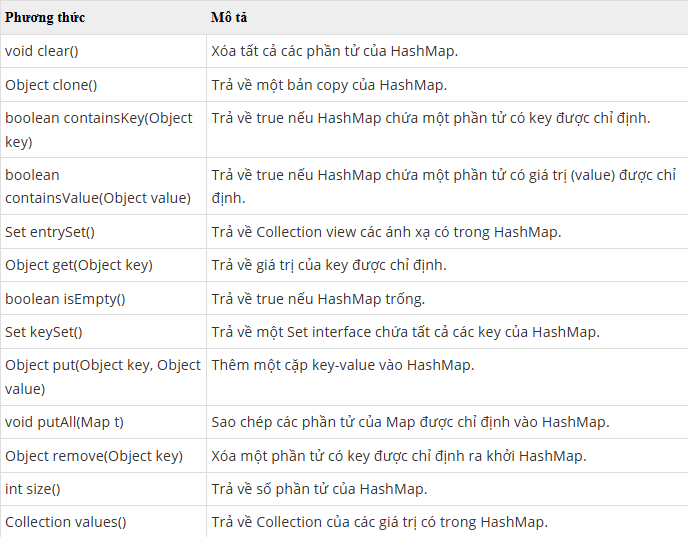 Phương thức
Mô tả
void clear()
Xóa tất cả các phần tử của HashMap.
Object clone()
Trả về một bản copy của HashMap.
boolean containsKey(Object
key)
Trả về true nếu HashMap chứa một phần tử có key được chỉ định.
boolean
containsValue(Object value)
Trả về true nếu HashMap chứa một phần tử có giá trị (value) được chỉ
định.
Set entrySet()
Trả về Collection view các ánh xạ có trong HashMap.
Object get(Object key)
Trả về giá trị của key được chỉ định.
boolean isEmpty()
Trả về true nếu HashMap trống.
Set keySet()
Trả về một Set interface chứa tất cả các key của HashMap.
Object put(Object key, Object
value)
Thêm một cặp key-value vào HashMap.
void putAll(Map t)
Sao chép các phần tử của Map được chỉ định vào HashMap.
Object remove(Object key)
Xóa một phần tử có key được chỉ định ra khởi HashMap.
int size()
Trả về số phần tử của HashMap.
Collection values()
Trả về Collection của các giá trị có trong HashMap.